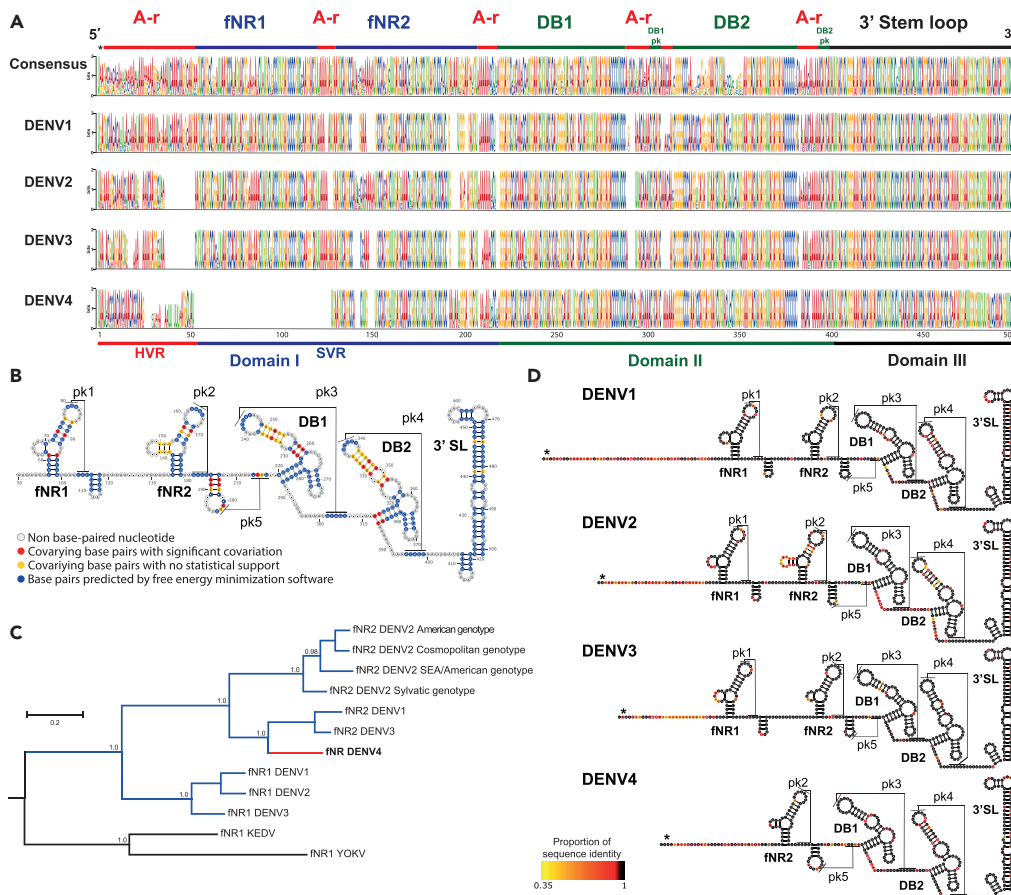 A
A-r fNR1 A-r fNR2 A-r DB1 A-r DB1 pk DB2 A-r DB2 pk 3' Stem loop
5′ 3
*
Consensus
DENV1
DENV2
DENV3
DENV4
1 50 100 150 200 250 300 350 400 450 500
HVR Domain I SVR Domain II Domain III
B
pk1
pk2
pk3
pk4
DB1
DB2
3' SL
fNR1
fNR2
pk5
Non base-paired nucleotide
Covarying base pairs with significant covariation
Covariying base pairs with no statistical support
Base pairs predicted by free energy minimization software
C
fNR2 DENV2 American genotype
0.98
fNR2 DENV2 Cosmopolitan genotype
1.0
fNR2 DENV2 SEA/American genotype
fNR2 DENV2 Sylvatic genotype
1.0
0.2
fNR2 DENV1
fNR2 DENV3
1.0
fNR DENV4
1.0
fNR1 DENV1
fNR1 DENV2
1.0
fNR1 DENV3
fNR1 KEDV
1.0
fNR1 YOKV
D
DENV1
pk1 pk2 pk3 pk4
DB1
3'SL
*
fNR1 fNR2 pk5 DB2
DENV2
pk1 pk2 pk3 pk4
DB1
3'SL
*
fNR1 fNR2 pk5 DB2
DENV3
pk1 pk2 pk3 pk4
DB1
3'SL
*
fNR1 fNR2 pk5 DB2
DENV4
pk2 pk3 pk4
DB1
3'SL
*
fNR2 pk5 DB2
Proportion of
sequence identity
0.35 1